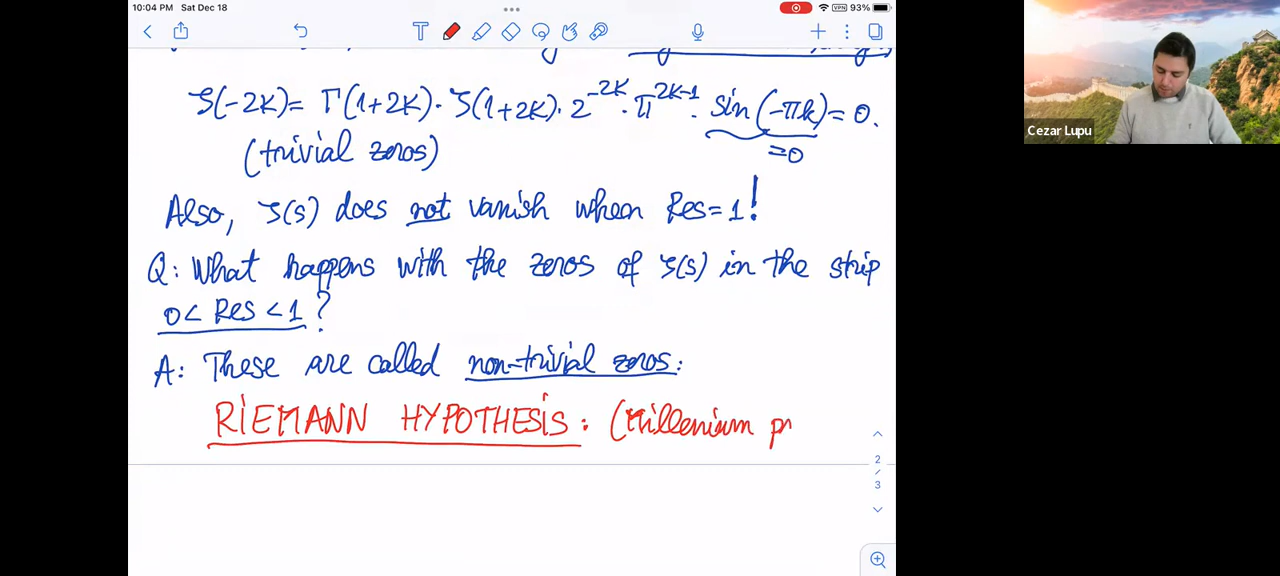 10:04 PM Sat Dec 18
VPN 93%
ζ(-2K) = Γ(1+2K) · ζ(1+2K) · 2^{-2K} · π^{2K-1} · sin(-πk) = 0.
= 0
(trivial zeros)
Also, ζ(s) does not vanish when Res = 1!
Q: What happens with the zeros of ζ(s) in the strip
0 < Res < 1?
A: These are called non-trivial zeros:
RIEMANN HYPOTHESIS: (Millenium pr
2
/
3
Cezar Lupu